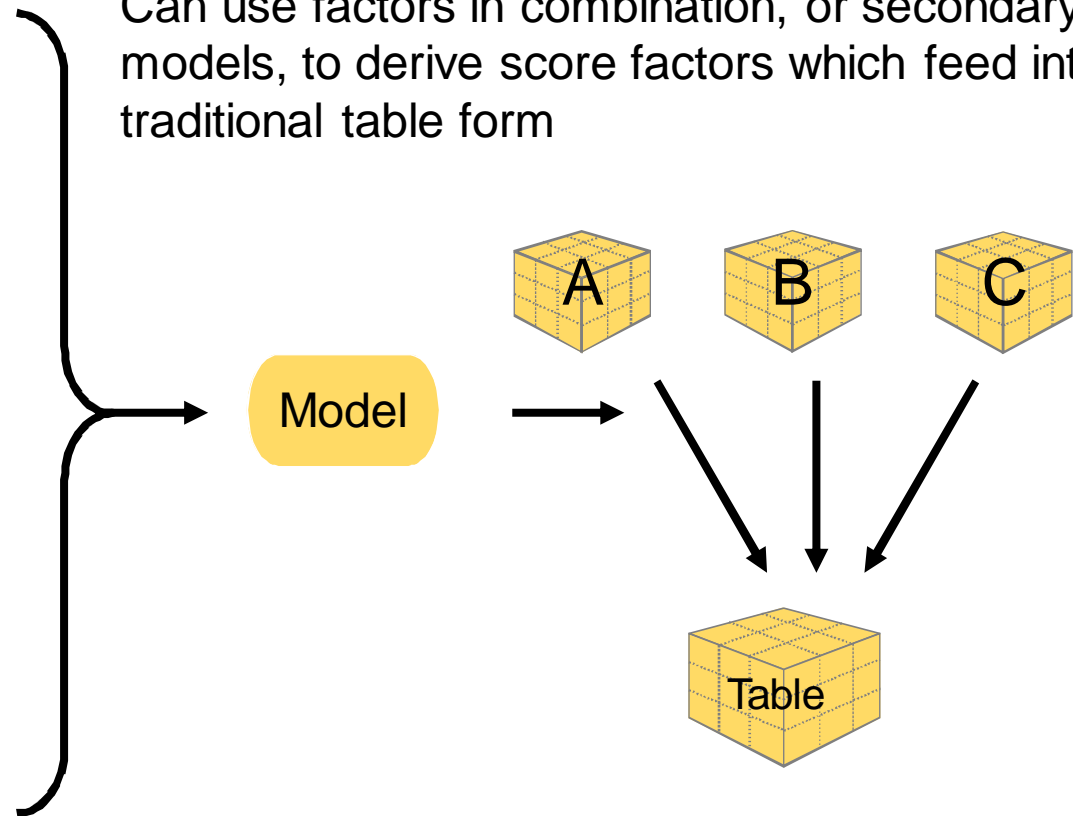 Can use factors in combination, or secondary
models, to derive score factors which feed int
traditional table form
A B C
Model
Table